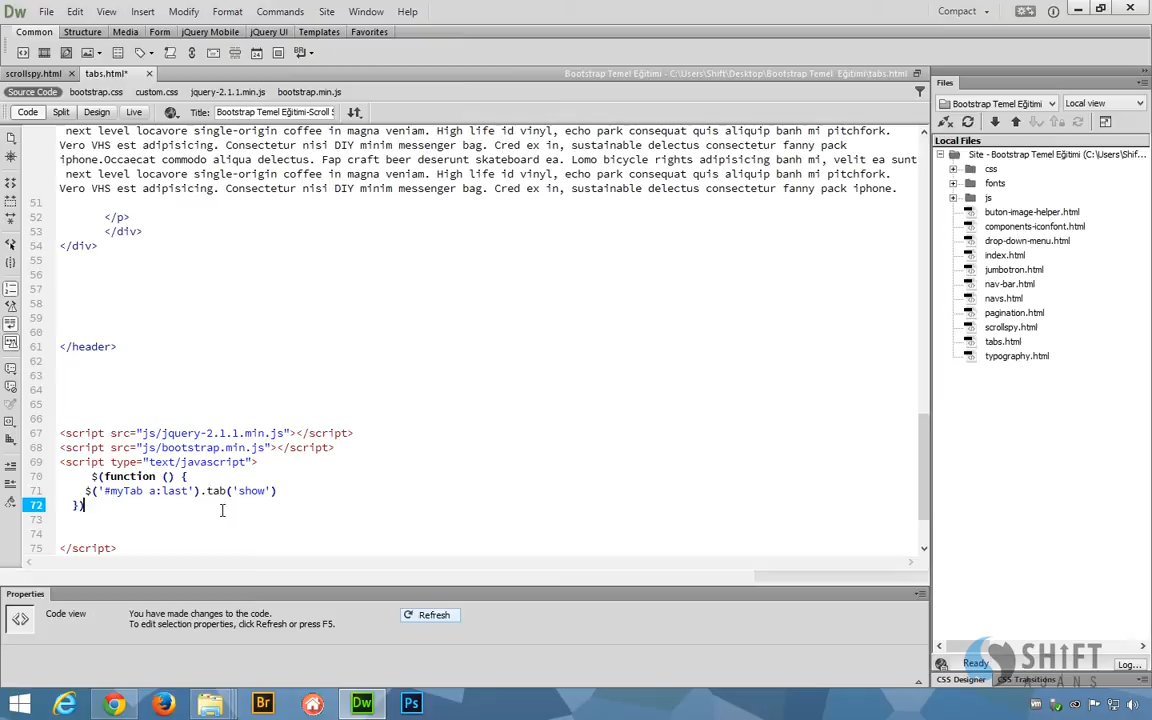 Dw File Edit View Insert Modify Format Commands Site Window Help Compact
Common Structure Media Form jQuery Mobile jQuery UI Templates Favorites
scrollspy.html tabs.html* Bootstrap Temel Eğitimi - C:\Users\Shift\Desktop\Bootstrap Temel Eğitimi\tabs.html
Source Code bootstrap.css custom.css jquery-2.1.1.min.js bootstrap.min.js
Code Split Design Live Title: Bootstrap Temel Eğitimi-Scroll S
next level locavore single-origin coffee in magna veniam. High life id vinyl, echo park consequat quis aliquip banh mi pitchfork.
Vero VHS est adipisicing. Consectetur nisi DIY minim messenger bag. Cred ex in, sustainable delectus consectetur fanny pack
iphone.Occaecat commodo aliqua delectus. Fap craft beer deserunt skateboard ea. Lomo bicycle rights adipisicing banh mi, velit ea sunt
next level locavore single-origin coffee in magna veniam. High life id vinyl, echo park consequat quis aliquip banh mi pitchfork.
Vero VHS est adipisicing. Consectetur nisi DIY minim messenger bag. Cred ex in, sustainable delectus consectetur fanny pack iphone.
51
52 </p>
53 </div>
54 </div>
55
56
57
58
59
60
61 </header>
62
63
64
65
66
67 <script src="js/jquery-2.1.1.min.js"></script>
68 <script src="js/bootstrap.min.js"></script>
69 <script type="text/javascript">
70 $(function () {
71 $('#myTab a:last').tab('show')
72 })
73
74
75 </script>
Properties
Code view You have made changes to the code. Refresh
To edit selection properties, click Refresh or press F5.
Files
Bootstrap Temel Eğitimi Local view
Local Files
Site - Bootstrap Temel Eğitimi (C:\Users\Shif...
css
fonts
js
buton-image-helper.html
components-iconfont.html
drop-down-menu.html
index.html
jumbotron.html
nav-bar.html
navs.html
pagination.html
scrollspy.html
tabs.html
typography.html
Ready Log...
SHIFT
AJANS
CSS Designer CSS Transitions
Br Dw Ps